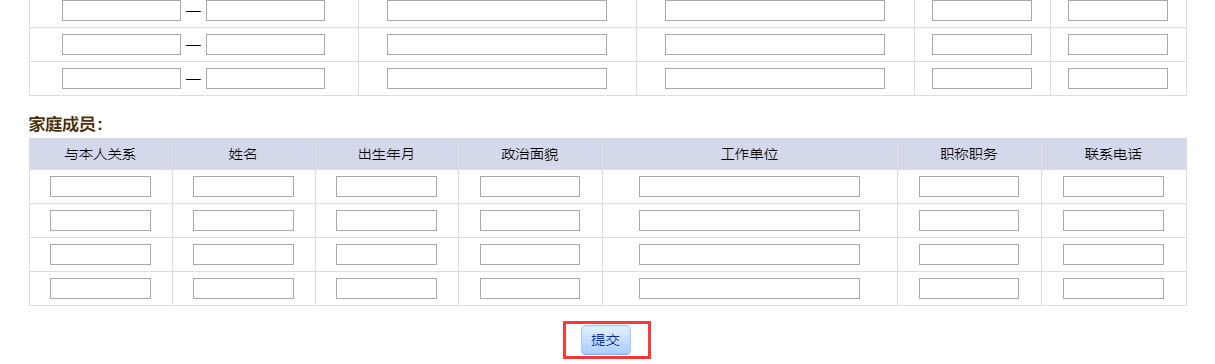 —
—
—
家庭成员：
与本人关系 姓名 出生年月 政治面貌 工作单位 职称职务 联系电话
提交